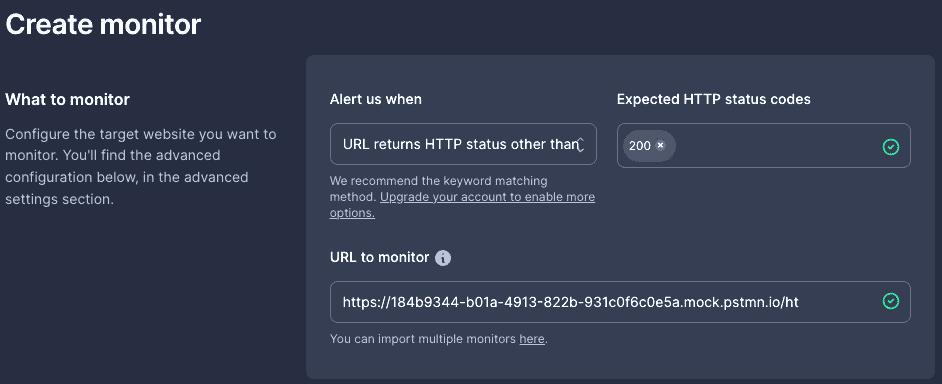 Create monitor
What to monitor
Configure the target website you want to
monitor. You'll find the advanced
configuration below, in the advanced
settings section.
Alert us when
URL returns HTTP status other than
We recommend the keyword matching
method. Upgrade your account to enable more
options.
Expected HTTP status codes
200
URL to monitor
https://184b9344-b01a-4913-822b-931c0f6c0e5a.mock.pstmn.io/ht
You can import multiple monitors here.